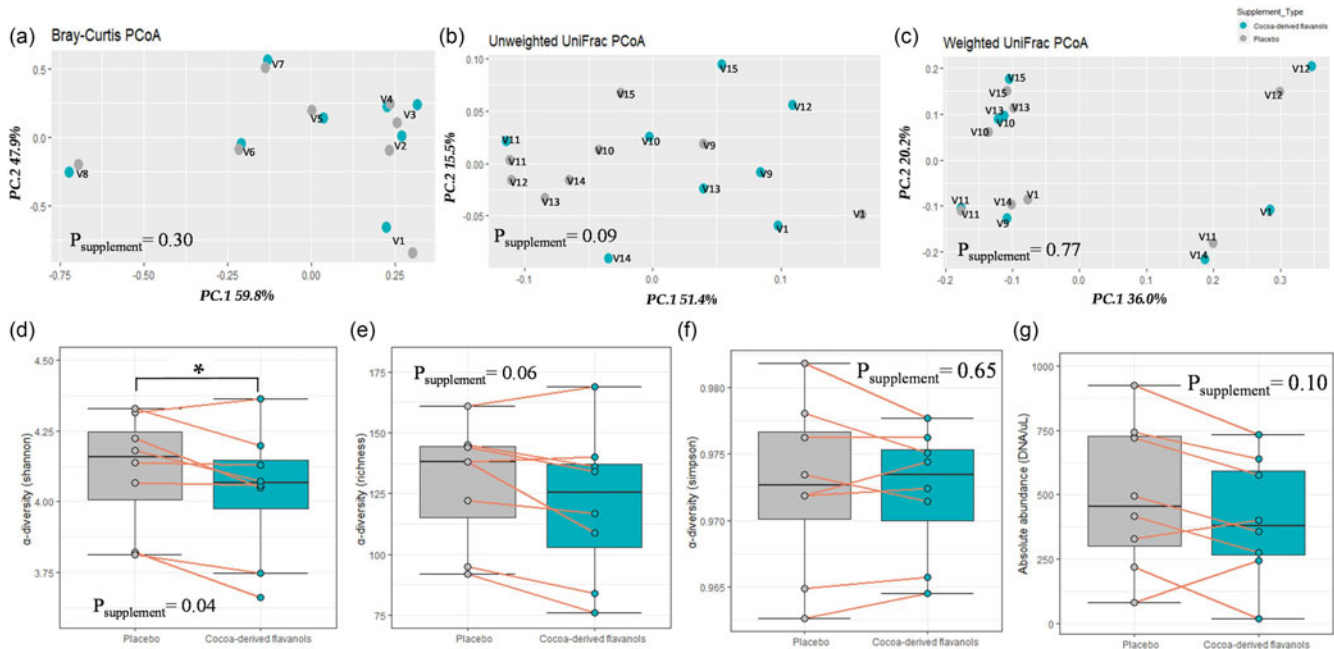 Supplement_Type
Cocoa-derived flavanols
Placebo
(a)
Bray-Curtis PCoA
(b)
Unweighted UniFrac PCoA
(c)
Weighted UniFrac PCoA
PC.2 47.9%
0.5
0.0
-0.5
V7
V4
V3
V5
V2
V6
V8
V1
Psupplement= 0.30
-0.75
-0.50
-0.25
0.00
0.25
PC.1 59.8%
PC.2 15.5%
0.10
0.05
0.00
-0.05
V15
V15
V12
V11
V10
V10
V9
V11
V12
V14
V9
V13
V13
V1
V1
V14
Psupplement= 0.09
-0.1
0.0
0.1
PC.1 51.4%
PC.2 20.2%
0.2
0.1
0.0
-0.1
-0.2
V12
V15
V15
V12
V13
V13
V10
V10
V11
V14
V1
V1
V11
V9
V11
V14
Psupplement= 0.77
-0.2
-0.1
0.0
0.1
0.2
0.3
PC.1 36.0%
(d)
α-diversity (shannon)
4.50
4.25
4.00
3.75
*
Psupplement= 0.04
Placebo
Cocoa-derived flavanols
(e)
α-diversity (richness)
175
150
125
100
75
Psupplement= 0.06
Placebo
Cocoa-derived flavanols
(f)
α-diversity (simpson)
0.980
0.975
0.970
0.965
Psupplement= 0.65
Placebo
Cocoa-derived flavanols
(g)
Absolute abundance (DNA/uL)
1000
750
500
250
0
Psupplement= 0.10
Placebo
Cocoa-derived flavanols